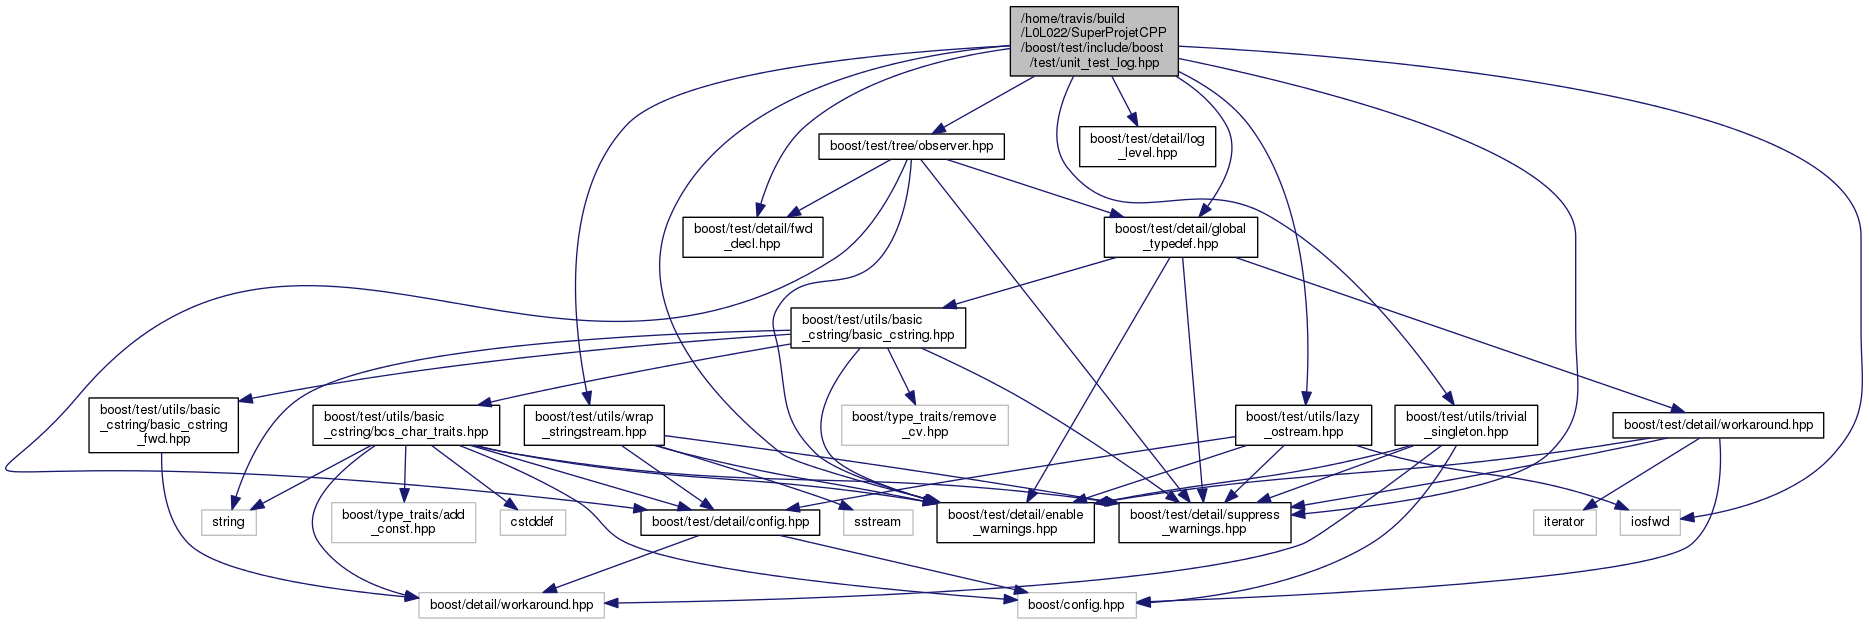 /home/travis/build
/L0L022/SuperProjetCPP
/boost/test/include/boost
/test/unit_test_log.hpp
boost/test/tree/observer.hpp
boost/test/detail/log
_level.hpp
boost/test/detail/fwd
_decl.hpp
boost/test/detail/global
_typedef.hpp
boost/test/utils/basic
_cstring/basic_cstring.hpp
boost/test/utils/basic
_cstring/basic_cstring
_fwd.hpp
boost/test/utils/basic
_cstring/bcs_char_traits.hpp
boost/test/utils/wrap
_stringstream.hpp
boost/type_traits/remove
_cv.hpp
boost/test/utils/lazy
_ostream.hpp
boost/test/utils/trivial
_singleton.hpp
boost/test/detail/workaround.hpp
string
boost/type_traits/add
_const.hpp
cstddef
boost/test/detail/config.hpp
sstream
boost/test/detail/enable
_warnings.hpp
boost/test/detail/suppress
_warnings.hpp
iterator
iosfwd
boost/detail/workaround.hpp
boost/config.hpp